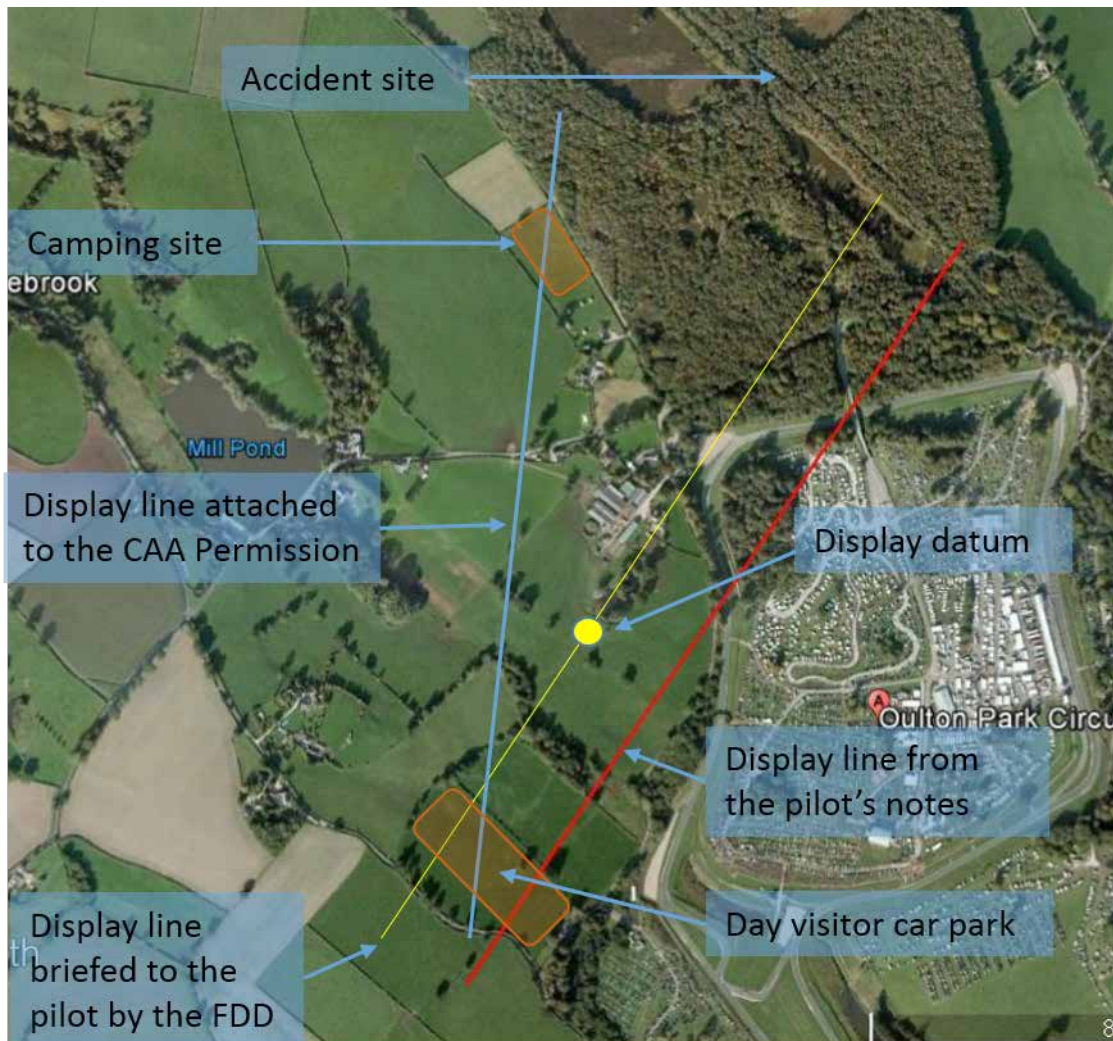 Accident site
Camping site
ebrook
Mill Pond
Display line attached
to the CAA Permission
Display datum
A
Oulton Park Circu
Display line from
the pilot's notes
Day visitor car park
Display line
briefed to the
pilot by the FDD
th
8